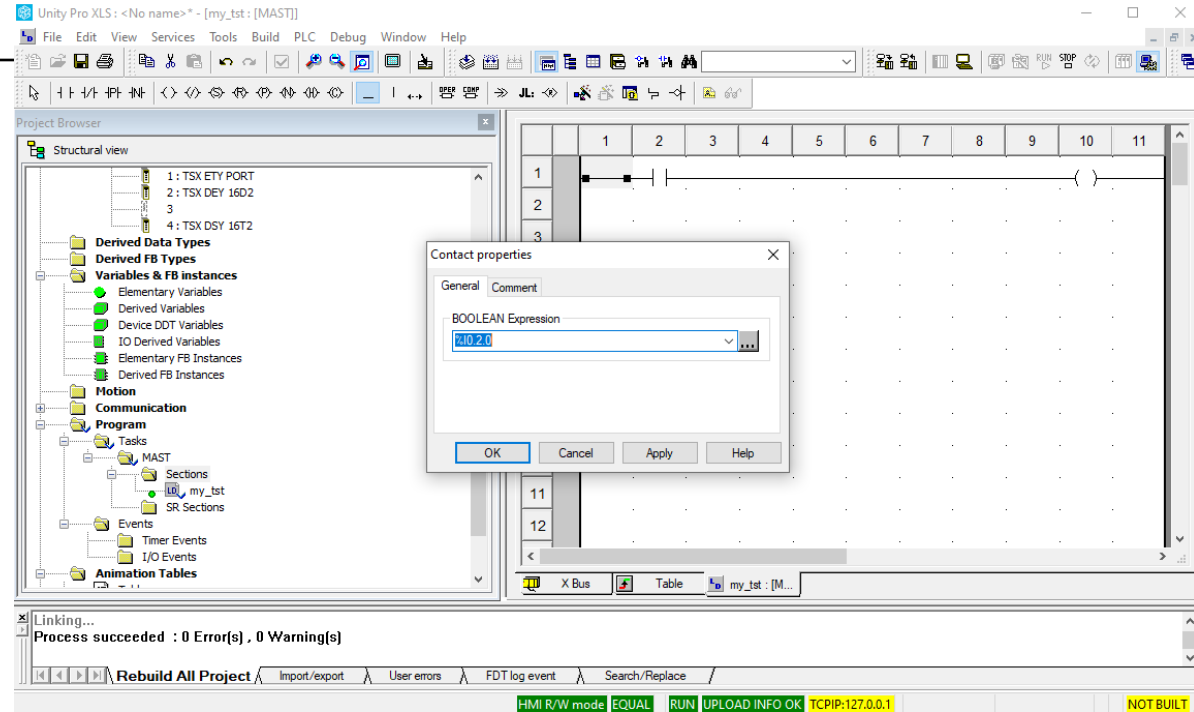 Unity Pro XLS : <No name>* - [my_tst : [MAST]]
File Edit View Services Tools Build PLC Debug Window Help
RUN STOP
OPER COMP
Project Browser
Structural view
1 : TSX ETY PORT
2 : TSX DEY 16D2
3
4 : TSX DSY 16T2
Derived Data Types
Derived FB Types
Variables & FB instances
Elementary Variables
Derived Variables
Device DDT Variables
IO Derived Variables
Elementary FB Instances
Derived FB Instances
Motion
Communication
Program
Tasks
MAST
Sections
LD my_tst
SR Sections
Events
Timer Events
I/O Events
Animation Tables
1 2 3 4 5 6 7 8 9 10 11
1
2
3
11
12
Contact properties
General Comment
BOOLEAN Expression
%I0.2.0
...
OK Cancel Apply Help
X Bus Table my_tst : [M...
Linking...
Process succeeded : 0 Error(s) , 0 Warning(s)
Rebuild All Project Import/export User errors FDT log event Search/Replace
HMI R/W mode EQUAL RUN UPLOAD INFO OK TCPIP:127.0.0.1 NOT BUILT